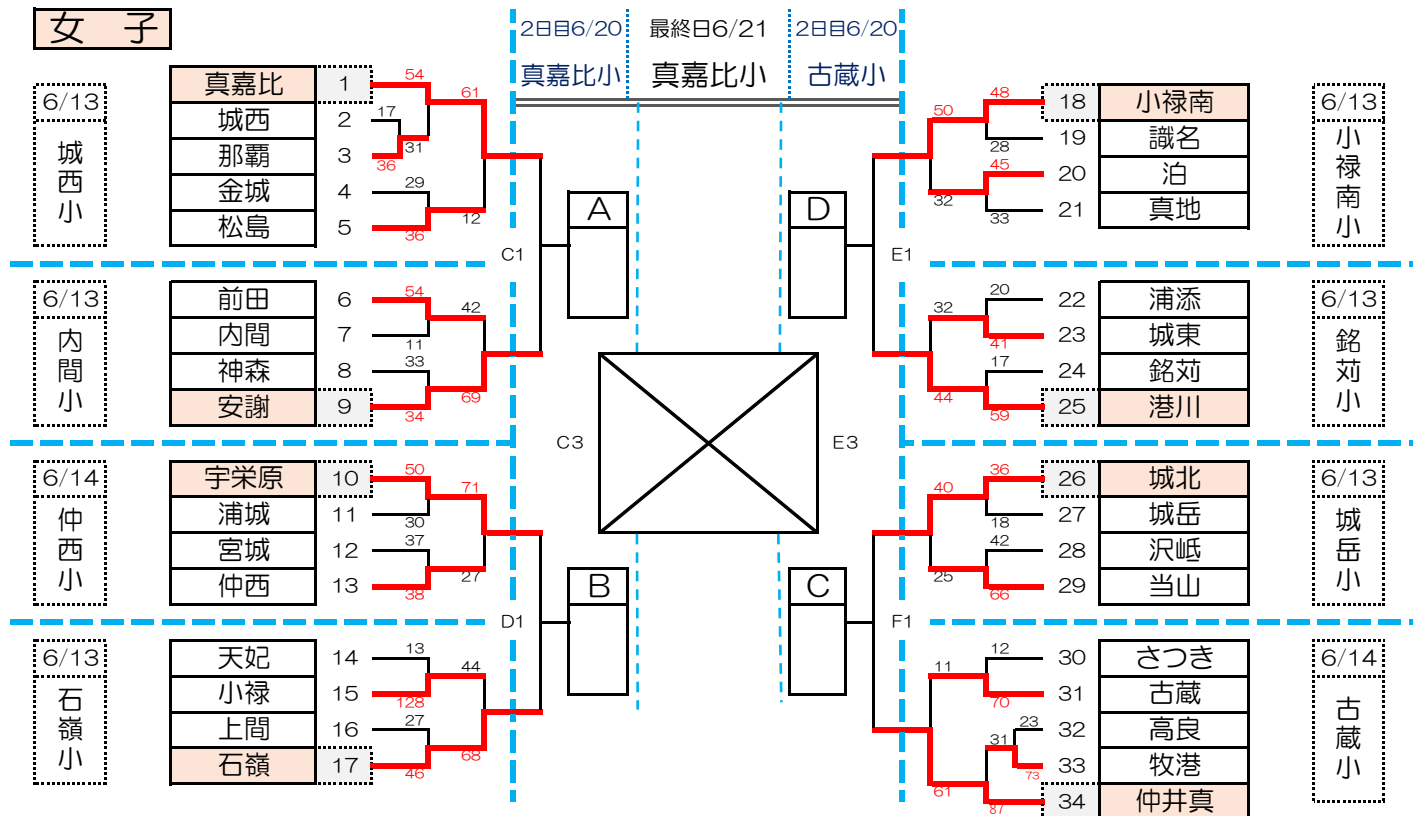 女 子
2日目6/20 最終日6/21 2日目6/20
真嘉比小 真嘉比小 古蔵小
6/13
城西小
真嘉比 1
城西 2
那覇 3
金城 4
松島 5
54
17
36
31
29
36
61
12
6/13
内間小
前田 6
内間 7
神森 8
安謝 9
54
11
33
34
42
69
6/14
仲西小
宇栄原 10
浦城 11
宮城 12
仲西 13
50
30
37
38
71
27
6/13
石嶺小
天妃 14
小禄 15
上間 16
石嶺 17
13
128
27
46
44
68
C1
C3
D1
A
B
D
C
E1
E3
F1
50
32
48
28
45
33
18 小禄南
19 識名
20 泊
21 真地
6/13
小禄南小
32
44
20
41
17
59
22 浦添
23 城東
24 銘苅
25 港川
6/13
銘苅小
40
25
36
18
42
66
26 城北
27 城岳
28 沢岻
29 当山
6/13
城岳小
11
61
12
70
23
73
31
87
30 さつき
31 古蔵
32 高良
33 牧港
34 仲井真
6/14
古蔵小